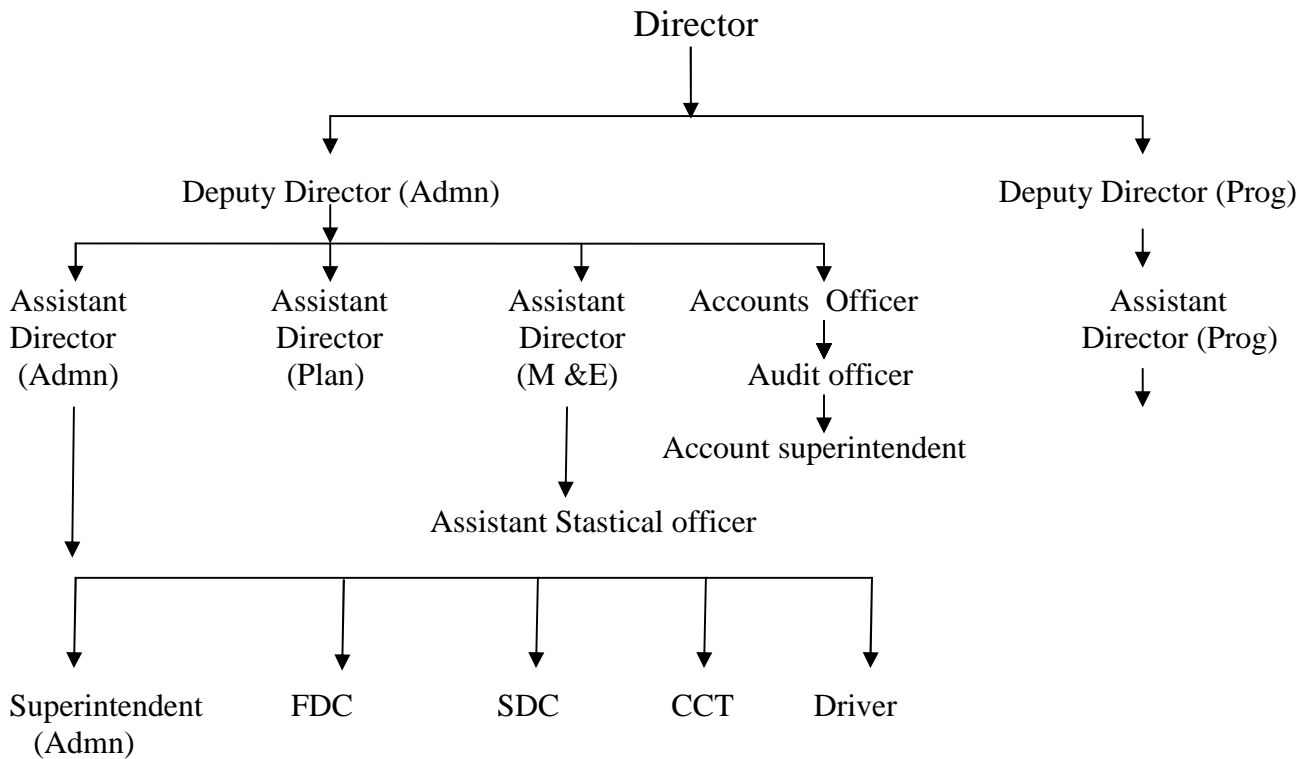 Director
Deputy Director (Admn)
Deputy Director (Prog)
Assistant
Director
(Admn)
Assistant
Director
(Plan)
Assistant
Director
(M &E)
Accounts Officer
Audit officer
Account superintendent
Assistant
Director (Prog)
Assistant Stastical officer
Superintendent
(Admn)
FDC
SDC
CCT
Driver